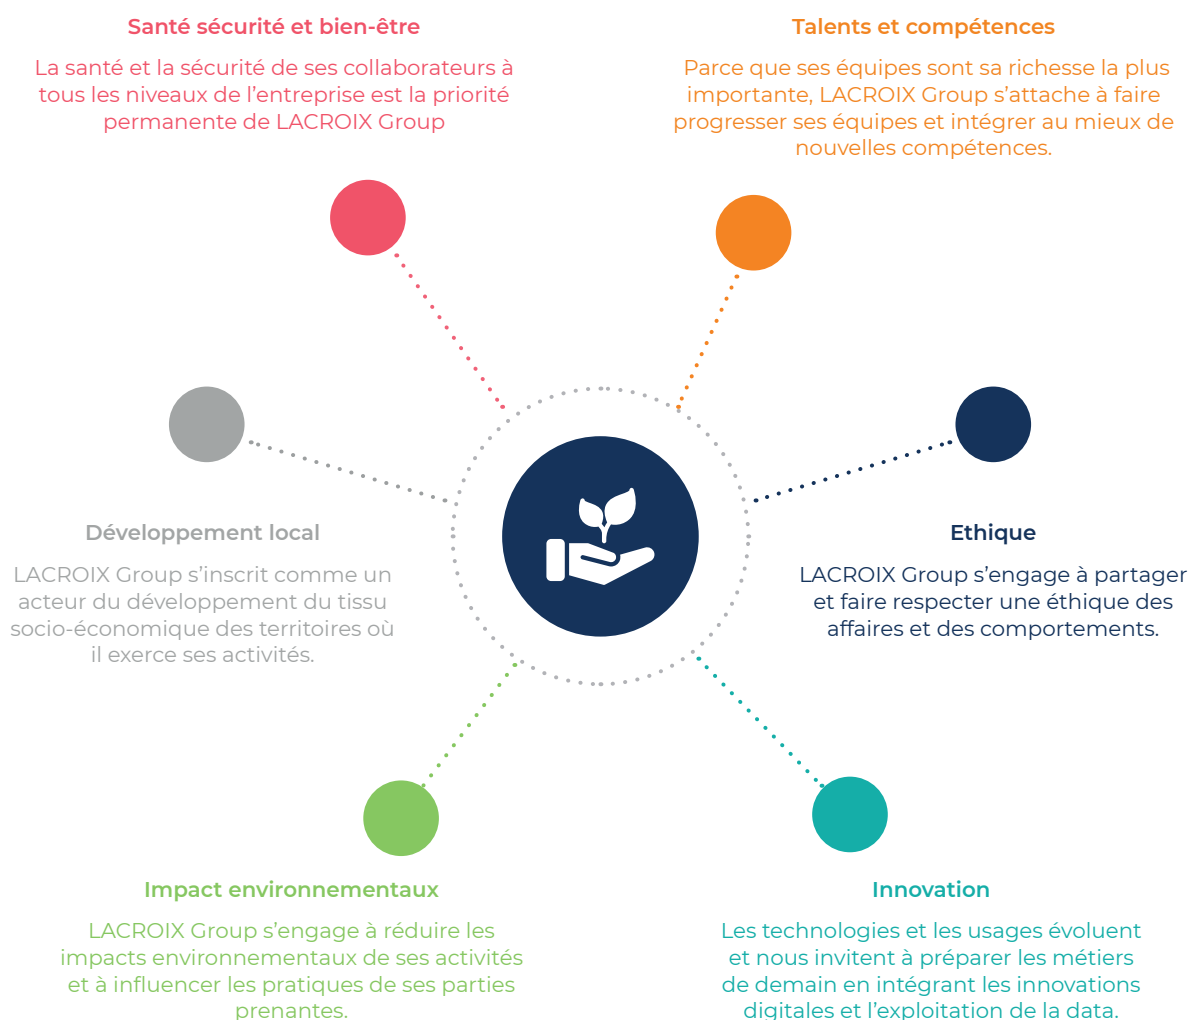 Santé sécurité et bien-être
La santé et la sécurité de ses collaborateurs à
tous les niveaux de l’entreprise est la priorité
permanente de LACROIX Group
Talents et compétences
Parce que ses équipes sont sa richesse la plus
importante, LACROIX Group s’attache à faire
progresser ses équipes et intégrer au mieux de
nouvelles compétences.
Développement local
LACROIX Group s’inscrit comme un
acteur du développement du tissu
socio-économique des territoires où
il exerce ses activités.
Ethique
LACROIX Group s’engage à partager
et faire respecter une éthique des
affaires et des comportements.
Impact environnementaux
LACROIX Group s’engage à réduire les
impacts environnementaux de ses activités
et à influencer les pratiques de ses parties
prenantes.
Innovation
Les technologies et les usages évoluent
et nous invitent à préparer les métiers
de demain en intégrant les innovations
digitales et l’exploitation de la data.